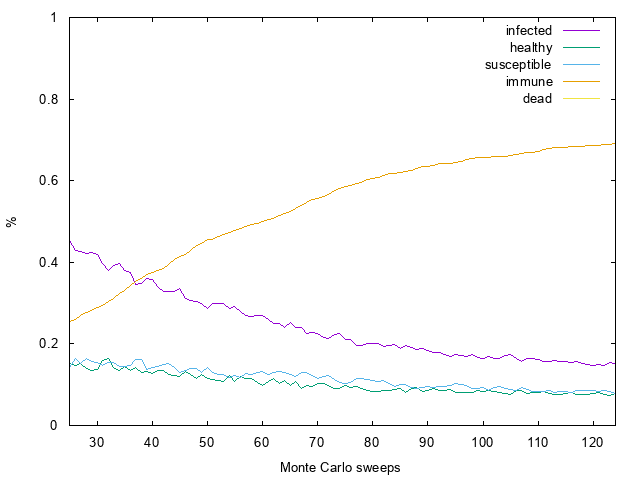 1
infected
healthy
susceptible
immune
dead
0.8
0.6
%
0.4
0.2
0
30 40 50 60 70 80 90 100 110 120
Monte Carlo sweeps